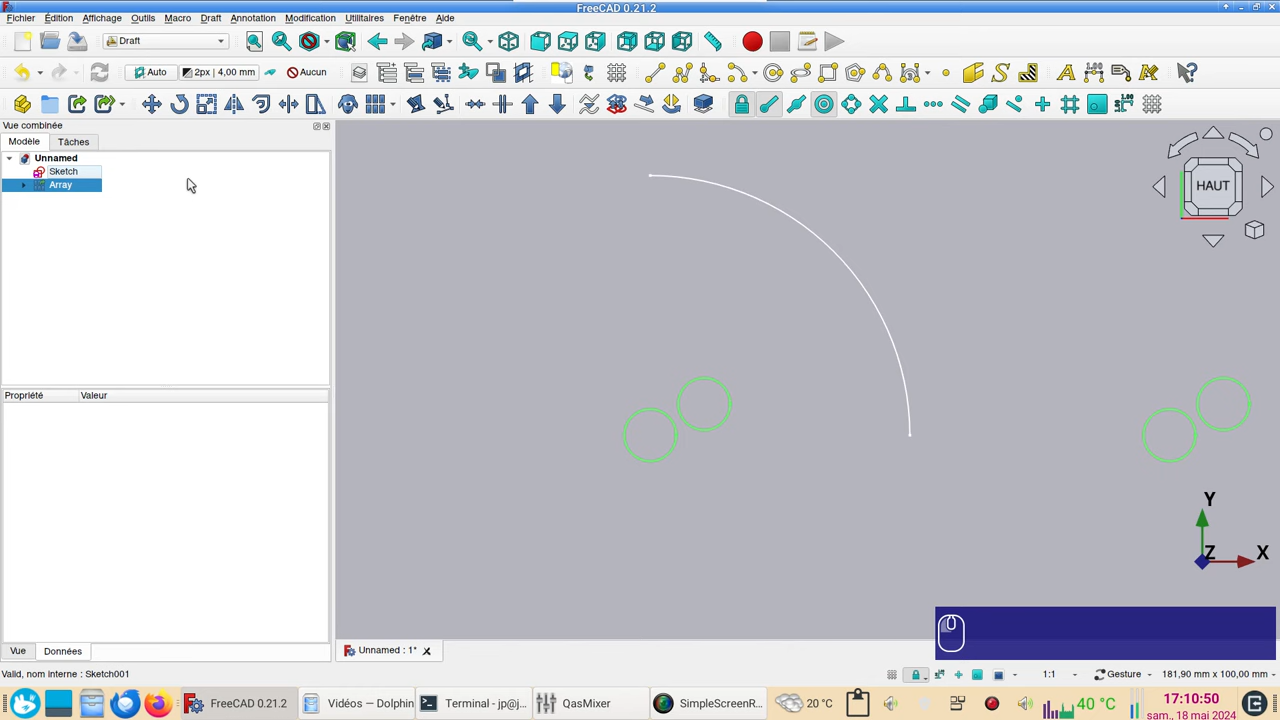 FreeCAD 0.21.2
Fichier Édition Affichage Outils Macro Draft Annotation Modification Utilitaires Fenêtre Aide
Draft
Auto 2px | 4,00 mm Aucun
Vue combinée
Modèle Tâches
Unnamed
Sketch
Array
HAUT
Propriété Valeur
Y
Z X
Vue Données
Unnamed : 1*
Valid, nom interne : Sketch001
1:1 Gesture 181,90 mm x 100,00 mm
FreeCAD 0.21.2 Vidéos — Dolphin Terminal - jp@j... QasMixer SimpleScreenR... 20 °C 40 °C 17:10:50
sam., 18 mai 2024